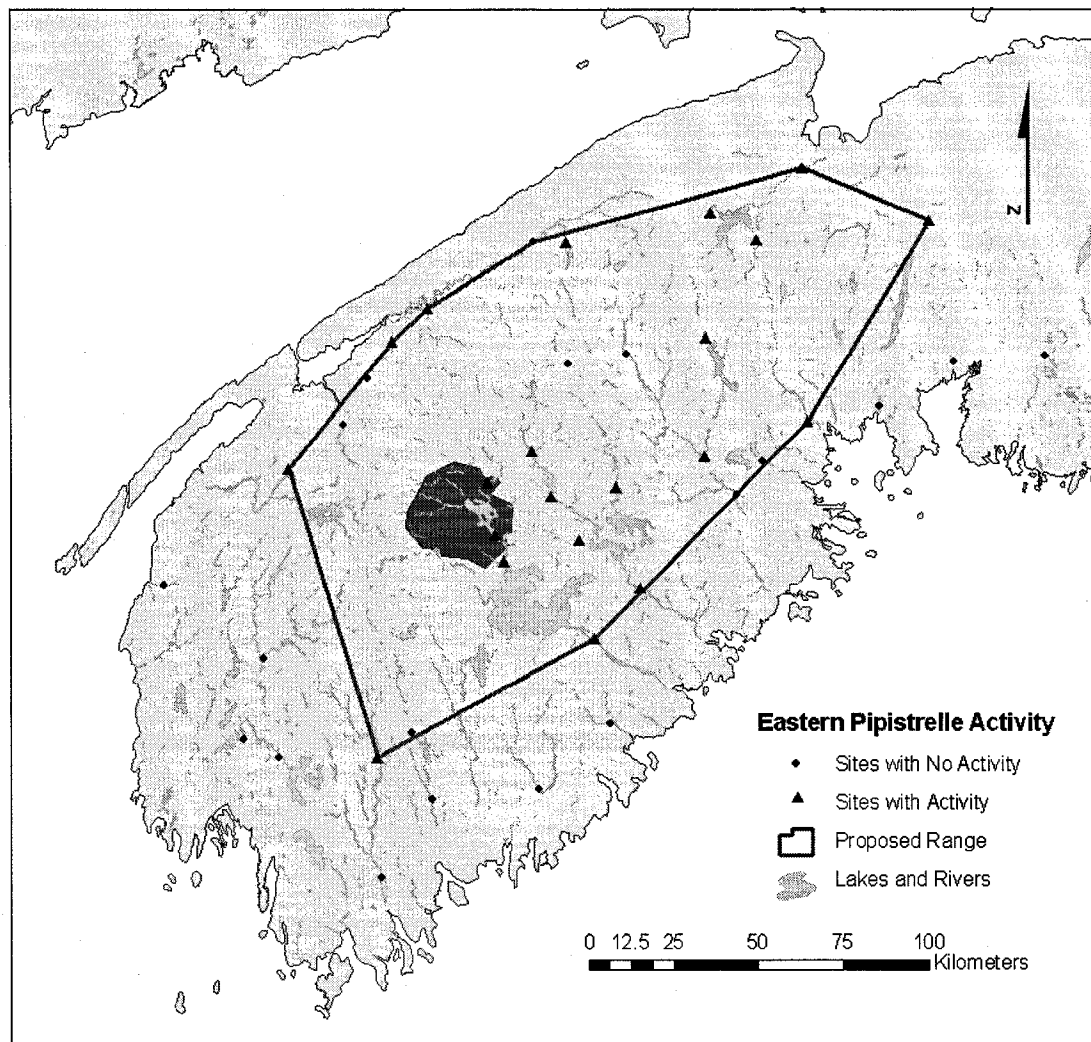 N
Eastern Pipistrelle Activity
Sites with No Activity
Sites with Activity
Proposed Range
Lakes and Rivers
0 12.5 25 50 75 100
Kilometers